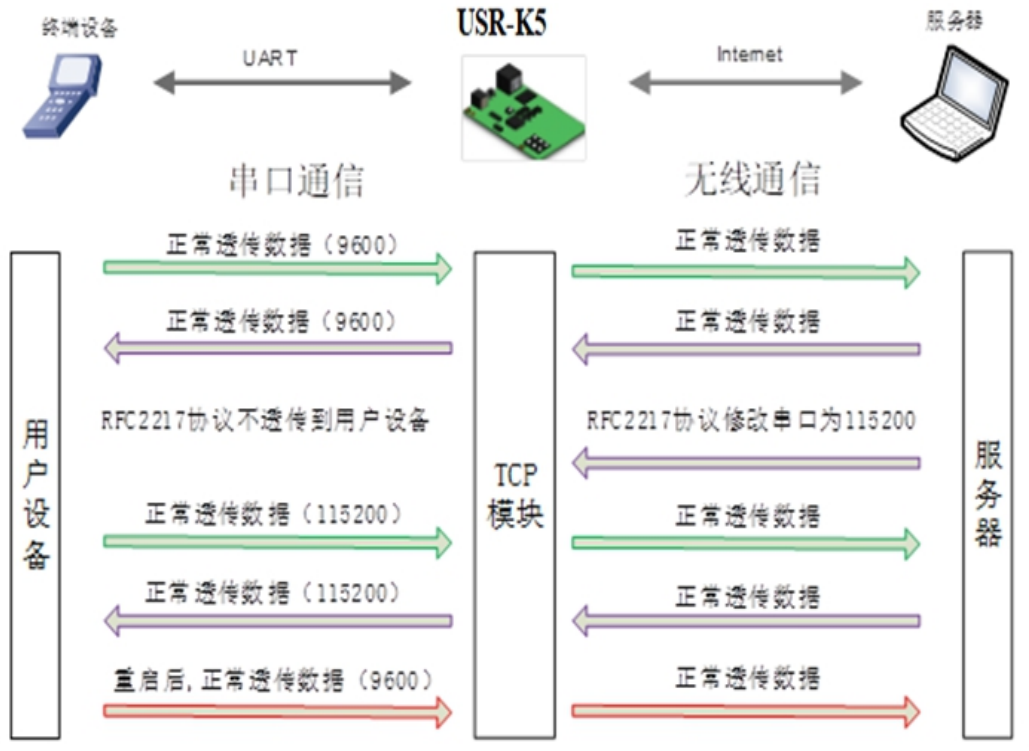 终端设备
USR-K5
服务器
UART
Internet
串口通信
无线通信
正常透传数据（9600）
正常透传数据
正常透传数据（9600）
正常透传数据
RFC2217协议不透传到用户设备
RFC2217协议修改串口为115200
用户设备
TCP
模块
服务器
正常透传数据（115200）
正常透传数据
正常透传数据（115200）
正常透传数据
重启后,正常透传数据（9600）
正常透传数据